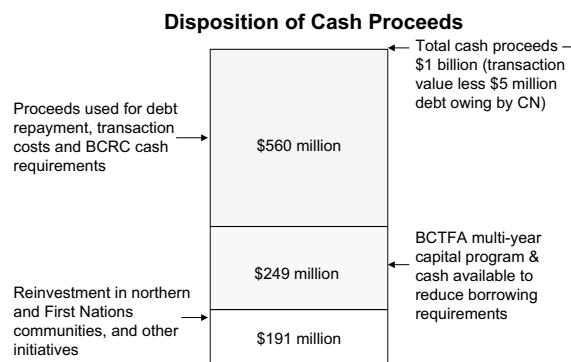 Disposition of Cash Proceeds
Total cash proceeds –
$1 billion (transaction
value less $5 million
debt owing by CN)
Proceeds used for debt
repayment, transaction
costs and BCRC cash
requirements
$560 million
BCTFA multi-year
capital program &
cash available to
reduce borrowing
requirements
$249 million
Reinvestment in northern
and First Nations
communities, and other
initiatives
$191 million